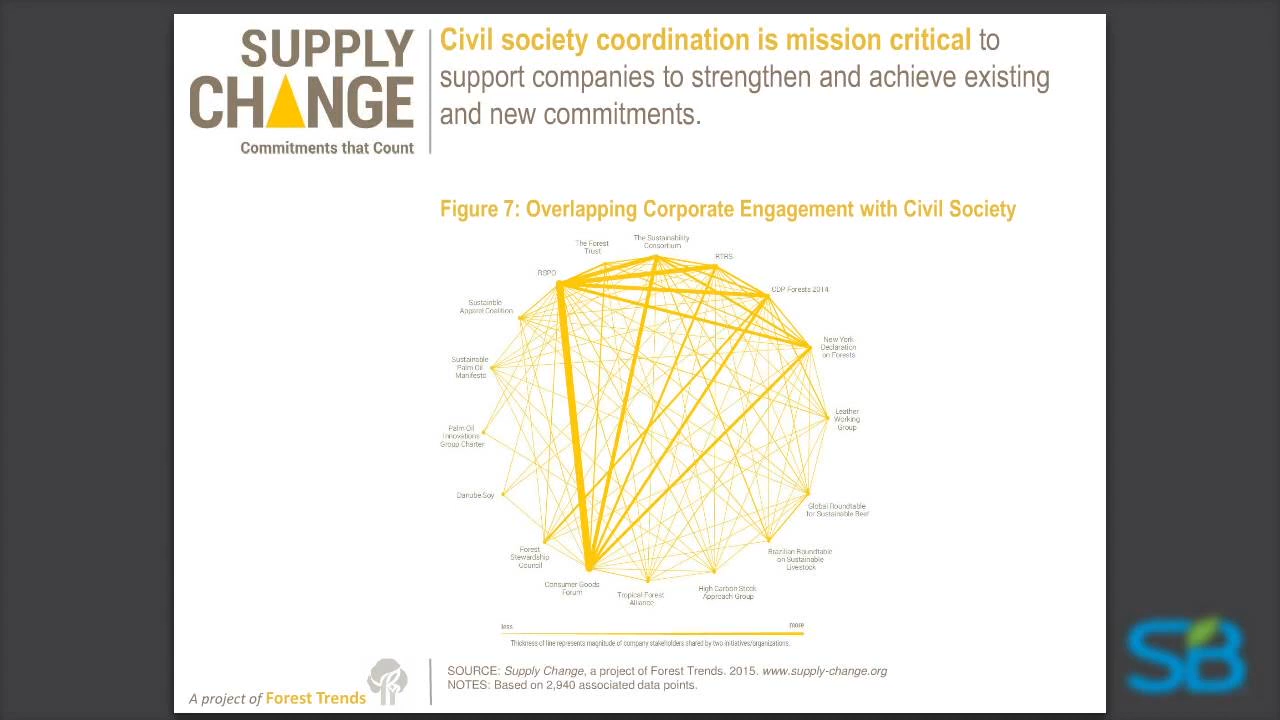 SUPPLY
CHANGE
Commitments that Count
Civil society coordination is mission critical to
support companies to strengthen and achieve existing
and new commitments.
Figure 7: Overlapping Corporate Engagement with Civil Society
The Sustainability
Consortium
The Forest
Trust
RTRS
RSPO
CDP Forests 2014
Sustainble
Apparel Coalition
New York
Declaration
on Forests
Sustainable
Palm Oil
Manifesto
Leather
Working
Group
Palm Oil
Innovations
Group Charter
Danube Soy
Global Roundtable
for Sustainable Beef
Forest
Stewardship
Council
Brazilian Roundtable
on Sustainable
Livestock
Consumer Goods
Forum
Tropical Forest
Alliance
High Carbon Stock
Approach Group
less
more
Thickness of line represents magnitude of company stakeholders shared by two initiatives/organizations.
SOURCE: Supply Change, a project of Forest Trends. 2015. www.supply-change.org
NOTES: Based on 2,940 associated data points.
A project of Forest Trends
SB